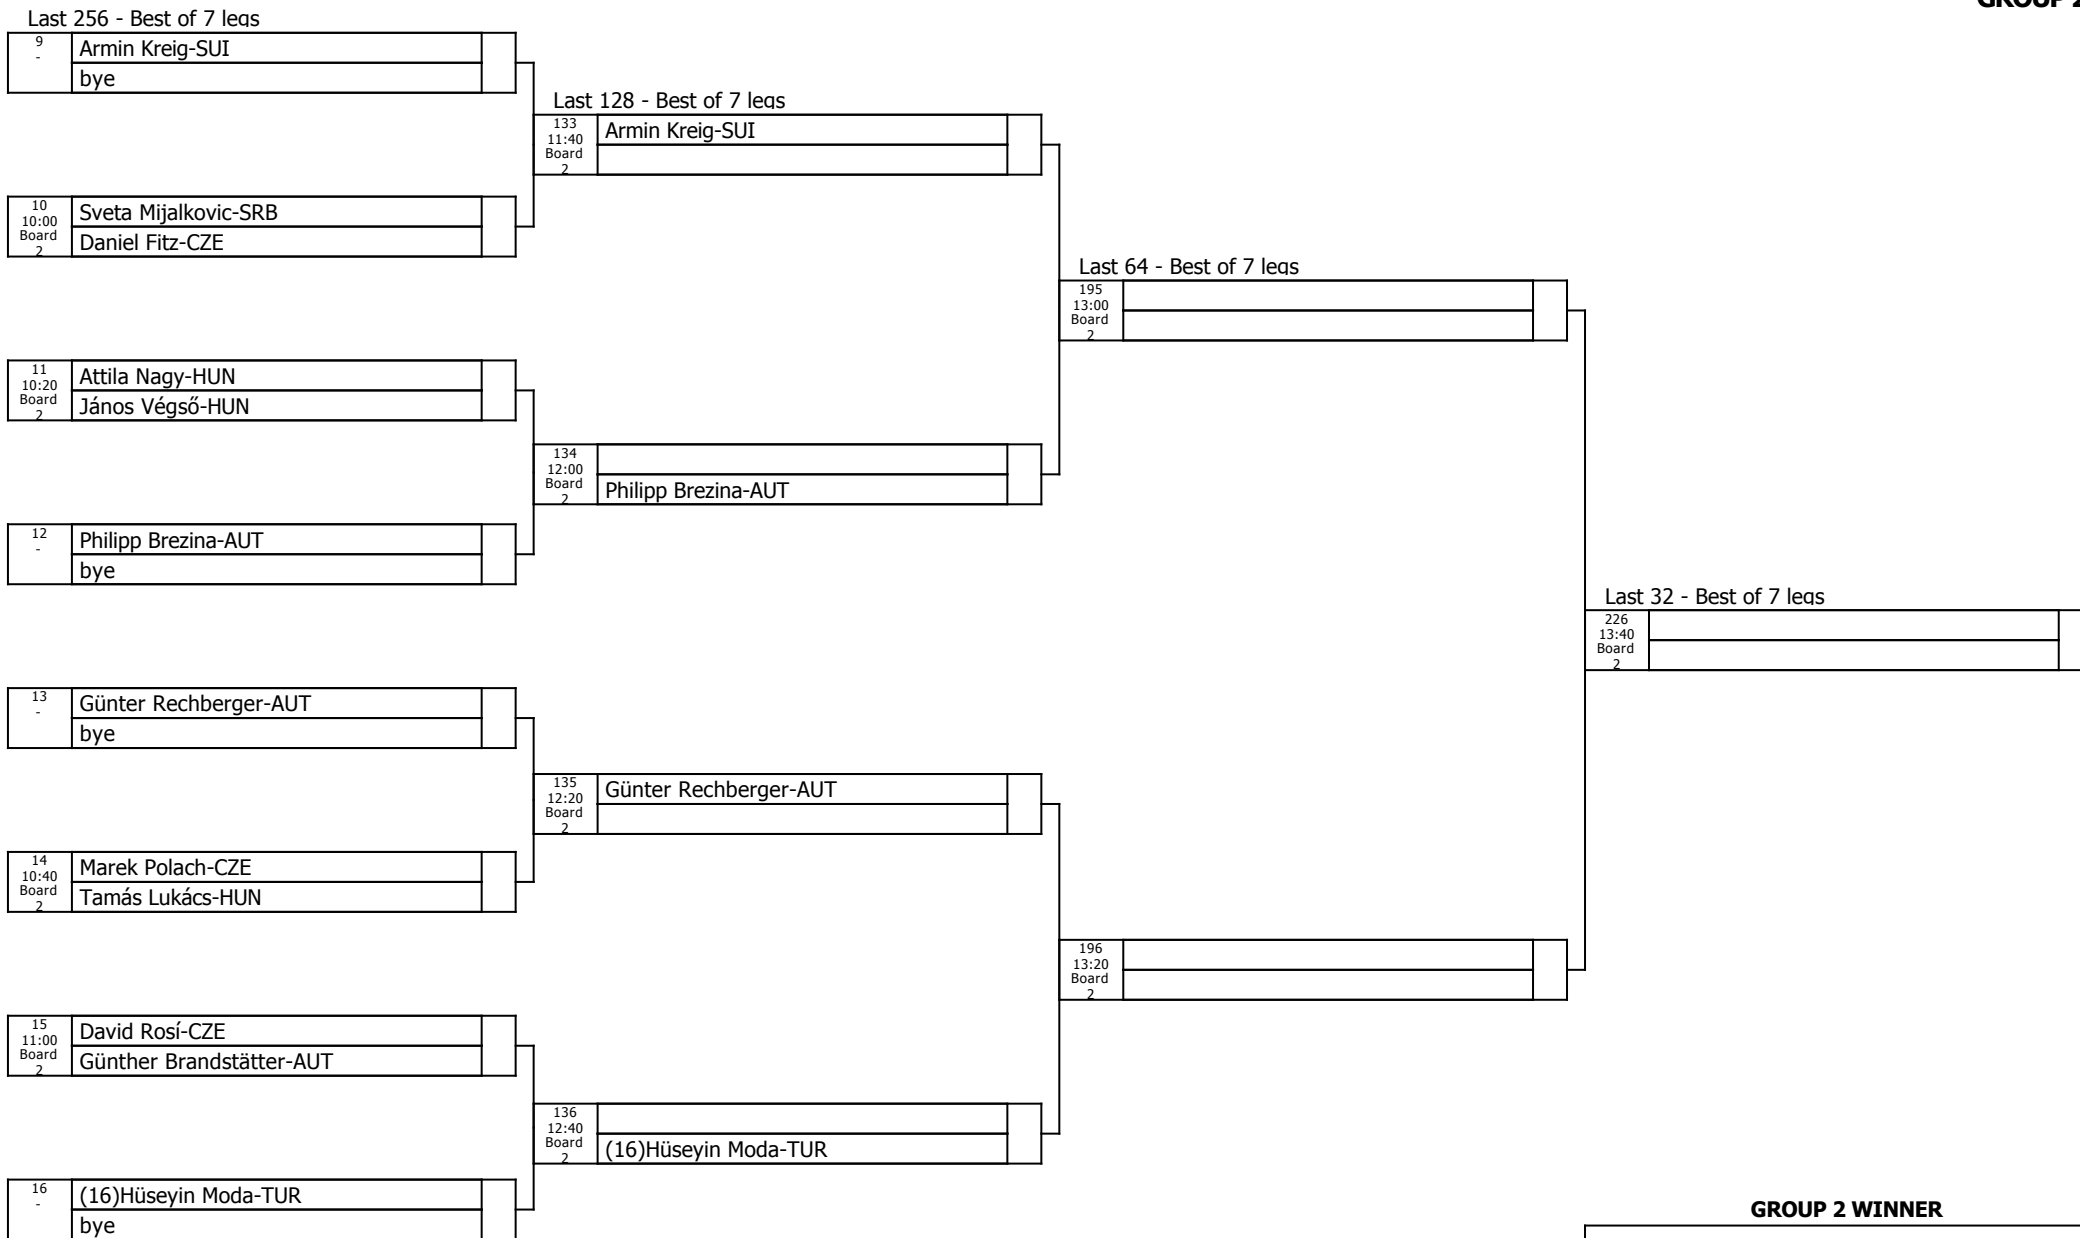 GROUP 2
Last 256 - Best of 7 legs
9
-
Armin Kreig-SUI
bye
Last 128 - Best of 7 legs
133
11:40
Board
2
Armin Kreig-SUI
10
10:00
Board
2
Sveta Mijalkovic-SRB
Daniel Fitz-CZE
Last 64 - Best of 7 legs
195
13:00
Board
2
11
10:20
Board
2
Attila Nagy-HUN
János Végső-HUN
134
12:00
Board
2
Philipp Brezina-AUT
12
-
Philipp Brezina-AUT
bye
Last 32 - Best of 7 legs
226
13:40
Board
2
13
-
Günter Rechberger-AUT
bye
135
12:20
Board
2
Günter Rechberger-AUT
14
10:40
Board
2
Marek Polach-CZE
Tamás Lukács-HUN
196
13:20
Board
2
15
11:00
Board
2
David Rosí-CZE
Günther Brandstätter-AUT
136
12:40
Board
2
(16)Hüseyin Moda-TUR
16
-
(16)Hüseyin Moda-TUR
bye
GROUP 2 WINNER